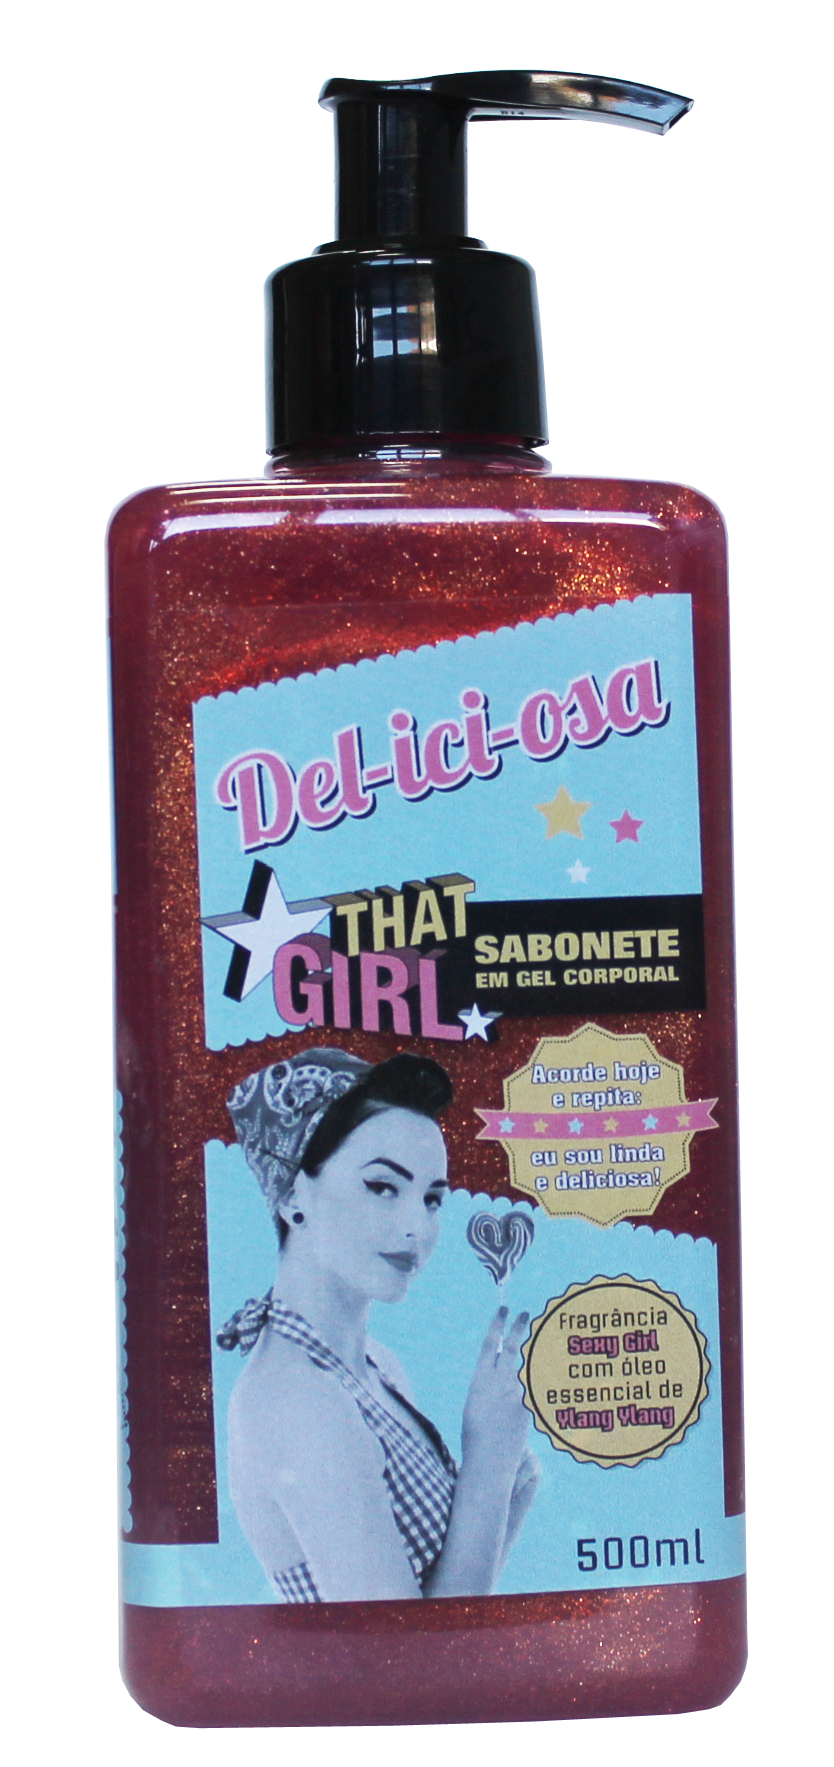 Del-ici-osa
THAT
GIRL
SABONETE
EM GEL CORPORAL
Acorde hoje
e repita:
eu sou linda
e deliciosa!
Fragrância
Sexy Girl
com óleo
essencial de
Ylang Ylang
500ml